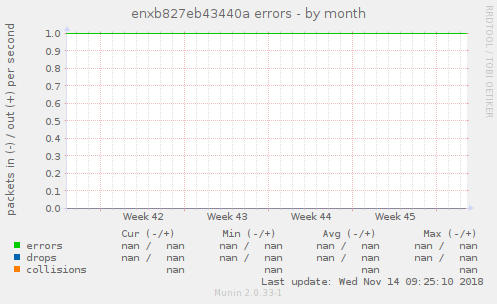 enxb827eb43440a errors - by month
RRDTOOL / TOBI OETIKER
packets in (-) / out (+) per second
1.0
0.9
0.8
0.7
0.6
0.5
0.4
0.3
0.2
0.1
0.0
Week 42 Week 43 Week 44 Week 45
Cur (-/+) Min (-/+) Avg (-/+) Max (-/+)
errors nan / nan nan / nan nan / nan nan / nan
drops nan / nan nan / nan nan / nan nan / nan
collisions nan nan nan nan
Last update: Wed Nov 14 09:25:10 2018
Munin 2.0.33-1